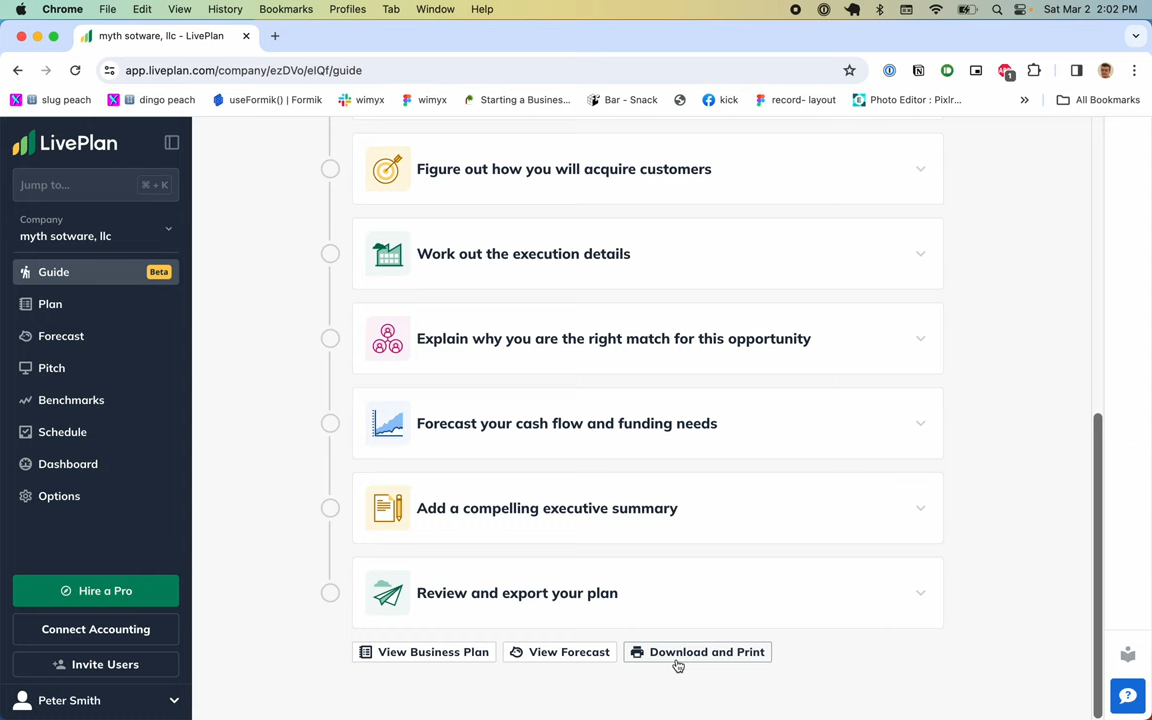 Chrome File Edit View History Bookmarks Profiles Tab Window Help Sat Mar 2 2:02 PM
myth sotware, llc - LivePlan
app.liveplan.com/company/ezDVo/elQf/guide
slug peach dingo peach useFormik() | Formik wimyx wimyx Starting a Busines... Bar - Snack kick record- layout Photo Editor : Pixlr... » All Bookmarks
LivePlan
Jump to... ⌘ + K
Company
myth sotware, llc
Guide Beta
Plan
Forecast
Pitch
Benchmarks
Schedule
Dashboard
Options
Hire a Pro
Connect Accounting
Invite Users
Peter Smith
Figure out how you will acquire customers
Work out the execution details
Explain why you are the right match for this opportunity
Forecast your cash flow and funding needs
Add a compelling executive summary
Review and export your plan
View Business Plan View Forecast Download and Print